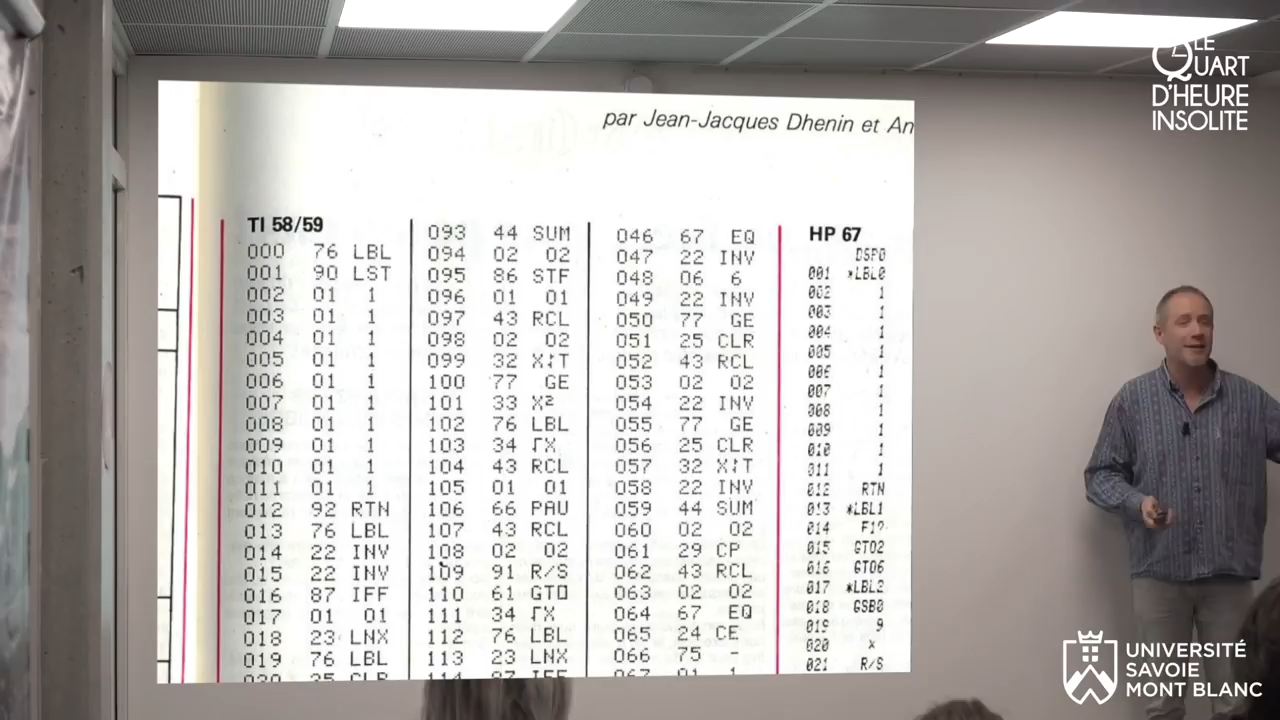 par Jean-Jacques Dhenin et An
TI 58/59
000 76 LBL
001 90 LST
002 01 1
003 01 1
004 01 1
005 01 1
006 01 1
007 01 1
008 01 1
009 01 1
010 01 1
011 01 1
012 92 RTN
013 76 LBL
014 22 INV
015 22 INV
016 87 IFF
017 01 01
018 23 LNX
019 76 LBL
020 25 CLR
093 44 SUM
094 02 02
095 86 STF
096 01 01
097 43 RCL
098 02 02
099 32 X↕T
100 77 GE
101 33 X²
102 76 LBL
103 34 ΓX
104 43 RCL
105 01 01
106 66 PAU
107 43 RCL
108 02 02
109 91 R/S
110 61 GTO
111 34 ΓX
112 76 LBL
113 23 LNX
114 87 IFF
046 67 EQ
047 22 INV
048 06 6
049 22 INV
050 77 GE
051 25 CLR
052 43 RCL
053 02 02
054 22 INV
055 77 GE
056 25 CLR
057 32 X↕T
058 22 INV
059 44 SUM
060 02 02
061 29 CP
062 43 RCL
063 02 02
064 67 EQ
065 24 CE
066 75 -
067 01 1
HP 67
DSP0
001 *LBL0
002 1
003 1
004 1
005 1
006 1
007 1
008 1
009 1
010 1
011 1
012 RTN
013 *LBL1
014 F1?
015 GTO2
016 GTO6
017 *LBL2
018 GSB0
019 9
020 x
021 R/S
LE
QUART
D'HEURE
INSOLITE
UNIVERSITÉ
SAVOIE
MONT BLANC